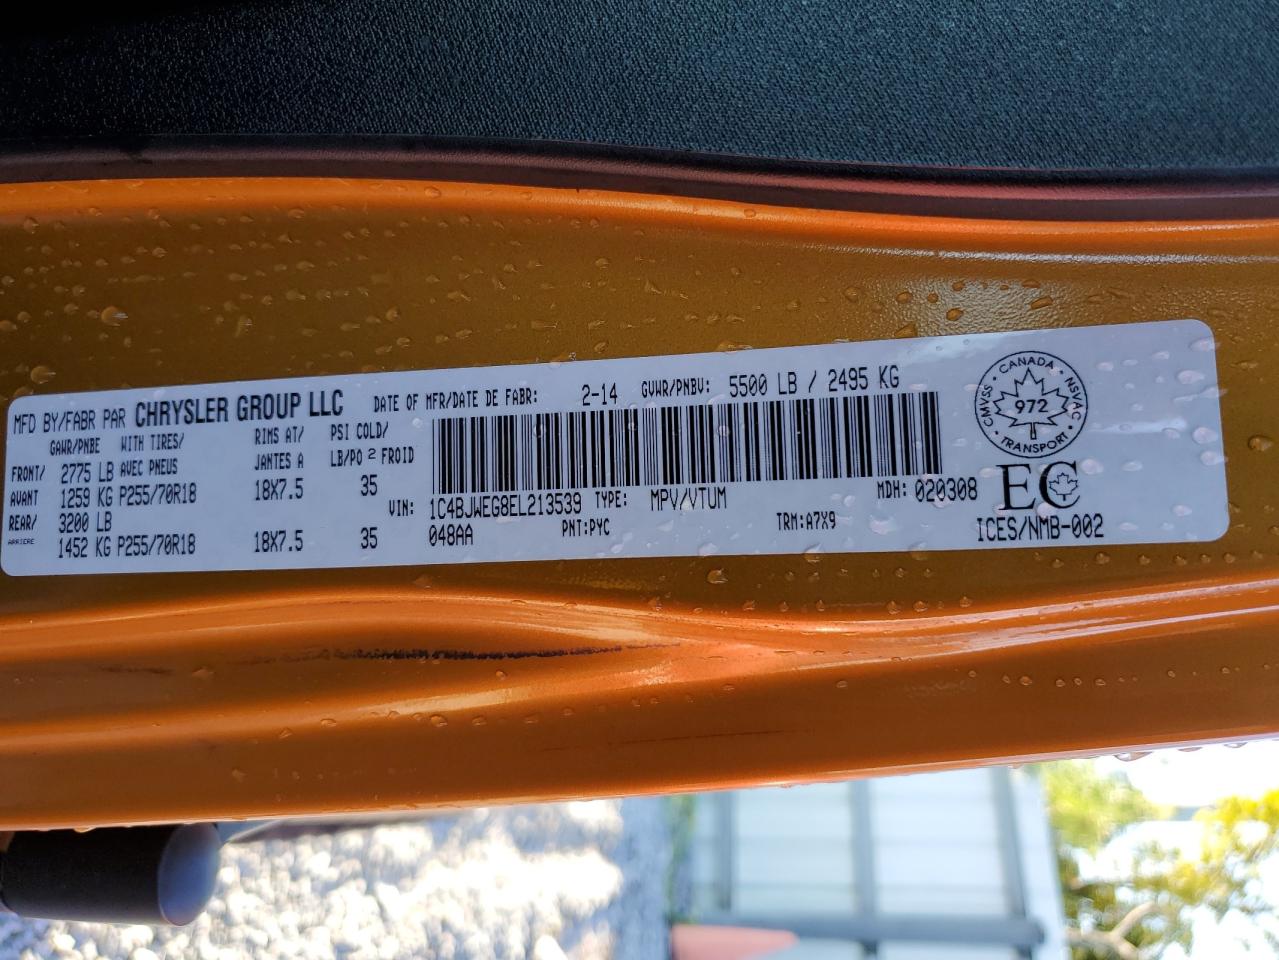 MFD BY/FABR PAR CHRYSLER GROUP LLC DATE OF MFR/DATE DE FABR: 2-14 GVWR/PNBV: 5500 LB / 2495 KG
GAWR/PNBE WITH TIRES/ RIMS AT/ PSI COLD/
FRONT/ 2775 LB AVEC PNEUS JANTES A LB/PO 2 FROID
AVANT 1259 KG P255/70R18 18X7.5 35
REAR/ 3200 LB
ARRIERE 1452 KG P255/70R18 18X7.5 35
VIN: 1C4BJWEG8EL213539 TYPE: MPV/VTUM MDH: 020308
048AA PNT:PYC TRM:A7X9
CANADA
CMVSS · NSVAC
972
TRANSPORT
EC
ICES/NMB-002